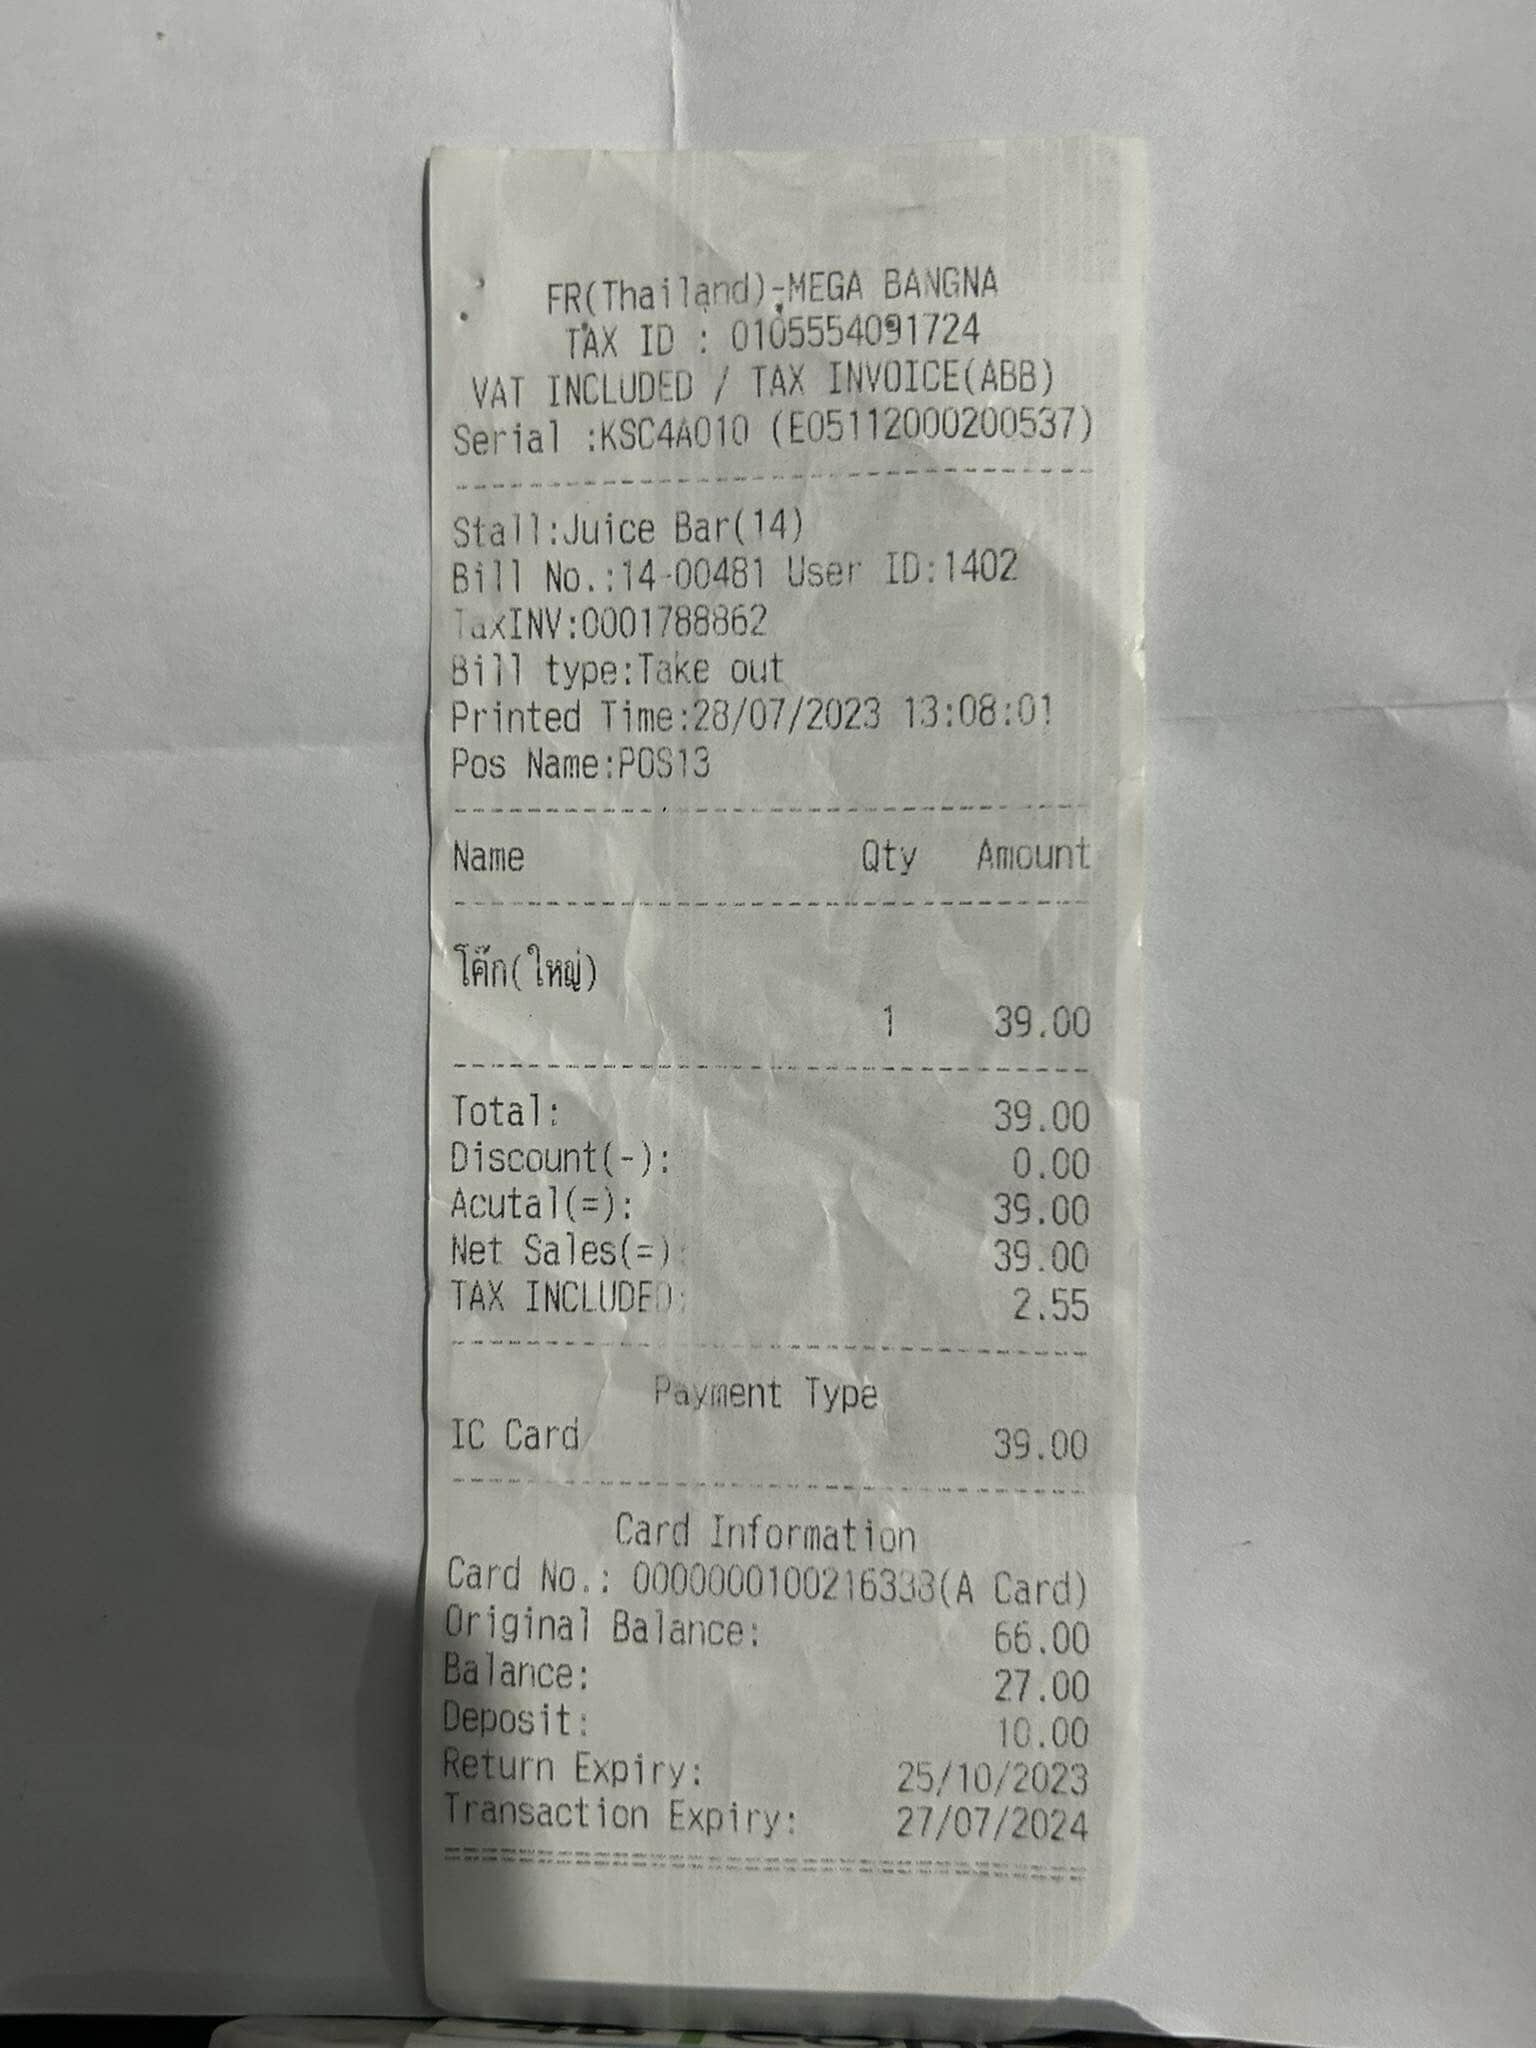 FR(Thailand)-MEGA BANGNA
TAX ID : 0105554091724
VAT INCLUDED / TAX INVOICE(ABB)
Serial :KSC4A010 (E05112000200537)
Stall:Juice Bar(14)
Bill No.:14-00481 User ID:1402
TaxINV:0001788862
Bill type:Take out
Printed Time:28/07/2023 13:08:01
Pos Name:POS13
Name Qty Amount
โค๊ก(ใหญ่)
1 39.00
Total: 39.00
Discount(-): 0.00
Acutal(=): 39.00
Net Sales(=): 39.00
TAX INCLUDED: 2.55
Payment Type
IC Card 39.00
Card Information
Card No.: 0000000100216338(A Card)
Original Balance: 66.00
Balance: 27.00
Deposit: 10.00
Return Expiry: 25/10/2023
Transaction Expiry: 27/07/2024